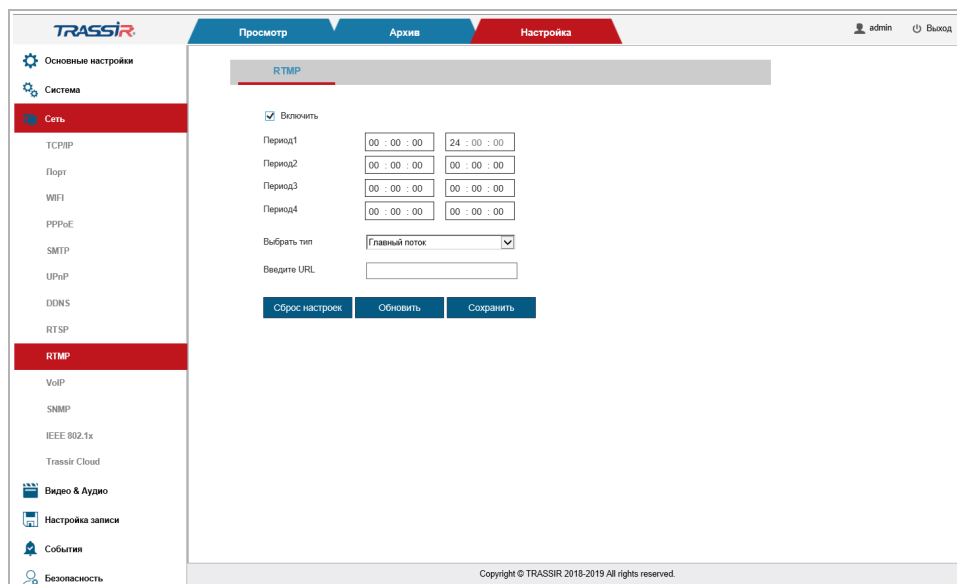 TRASSIR
Просмотр
Архив
Настройка
admin
Выход
Основные настройки
Система
Сеть
TCP/IP
Порт
WIFI
PPPoE
SMTP
UPnP
DDNS
RTSP
RTMP
VoIP
SNMP
IEEE 802.1x
Trassir Cloud
Видео & Аудио
Настройка записи
События
Безопасность
RTMP
Включить
Период1 00 : 00 : 00 24 : 00 : 00
Период2 00 : 00 : 00 00 : 00 : 00
Период3 00 : 00 : 00 00 : 00 : 00
Период4 00 : 00 : 00 00 : 00 : 00
Выбрать тип Главный поток
Введите URL
Сброс настроек Обновить Сохранить
Copyright © TRASSIR 2018-2019 All rights reserved.